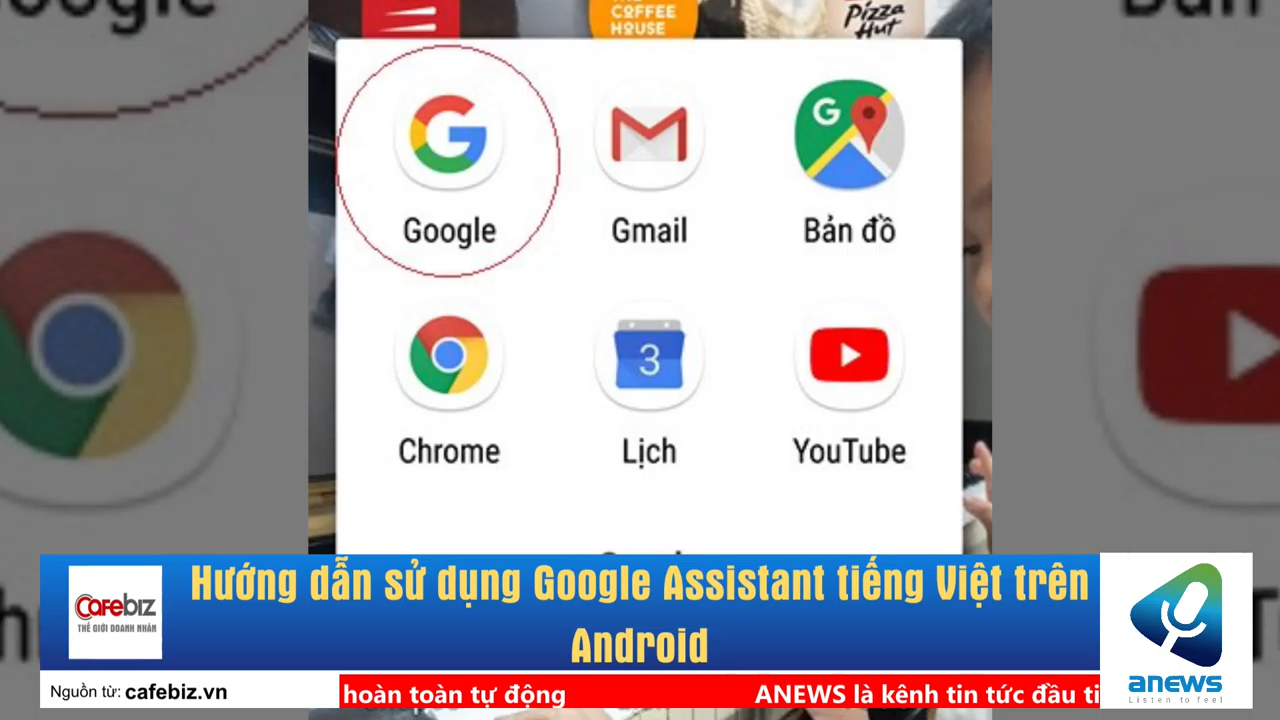 THE
COFFEE
HOUSE
Pizza
Hut
Google
Gmail
Bản đồ
Chrome
3
Lịch
YouTube
Hướng dẫn sử dụng Google Assistant tiếng Việt trên
Android
Cafebiz
THẾ GIỚI DOANH NHÂN
Nguồn từ: cafebiz.vn
hoàn toàn tự động
ANEWS là kênh tin tức đầu ti
anews
Listen to feel